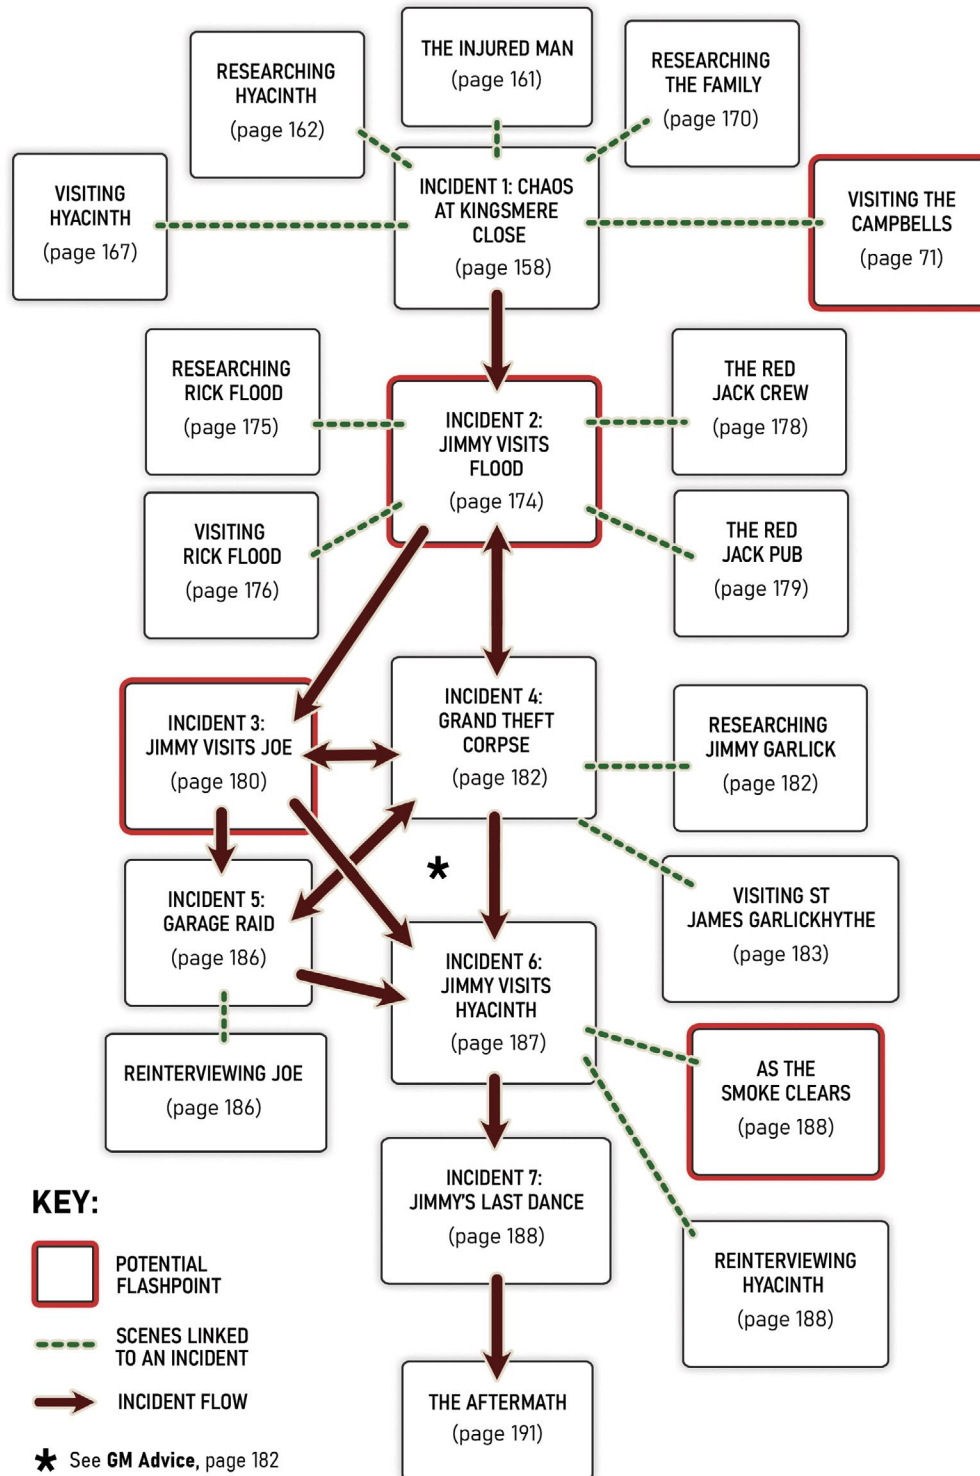 THE INJURED MAN
(page 161)
RESEARCHING
HYACINTH
(page 162)
RESEARCHING
THE FAMILY
(page 170)
VISITING
HYACINTH
(page 167)
INCIDENT 1: CHAOS
AT KINGSMERE
CLOSE
(page 158)
VISITING THE
CAMPBELLS
(page 71)
RESEARCHING
RICK FLOOD
(page 175)
INCIDENT 2:
JIMMY VISITS
FLOOD
(page 174)
THE RED
JACK CREW
(page 178)
VISITING
RICK FLOOD
(page 176)
THE RED
JACK PUB
(page 179)
INCIDENT 3:
JIMMY VISITS JOE
(page 180)
INCIDENT 4:
GRAND THEFT
CORPSE
(page 182)
RESEARCHING
JIMMY GARLICK
(page 182)
*
INCIDENT 5:
GARAGE RAID
(page 186)
VISITING ST
JAMES GARLICKHYTHE
(page 183)
INCIDENT 6:
JIMMY VISITS
HYACINTH
(page 187)
REINTERVIEWING JOE
(page 186)
AS THE
SMOKE CLEARS
(page 188)
INCIDENT 7:
JIMMY'S LAST DANCE
(page 188)
REINTERVIEWING
HYACINTH
(page 188)
THE AFTERMATH
(page 191)
KEY:
POTENTIAL
FLASHPOINT
SCENES LINKED
TO AN INCIDENT
INCIDENT FLOW
* See GM Advice, page 182